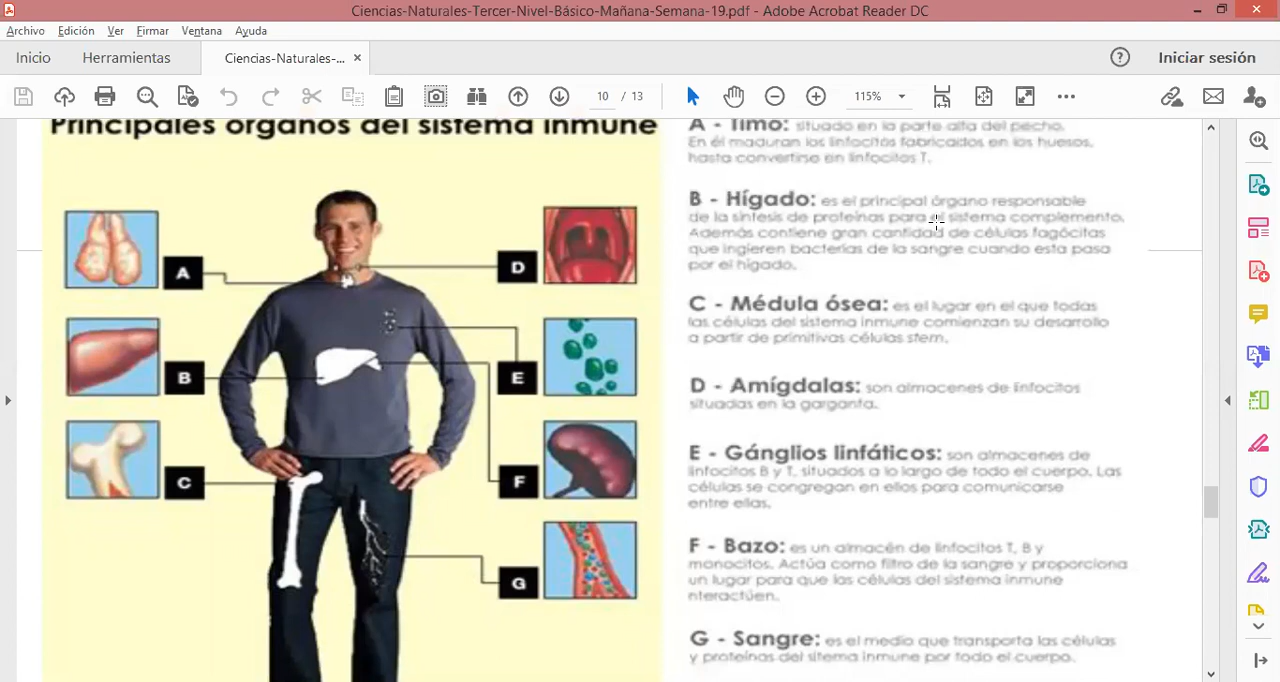 Ciencias-Naturales-Tercer-Nivel-Básico-Mañana-Semana-19.pdf - Adobe Acrobat Reader DC
Archivo Edición Ver Firmar Ventana Ayuda
Inicio Herramientas Ciencias-Naturales-... × Iniciar sesión
10 / 13 115%
Principales órganos del sistema inmune
A
B
C
D
E
F
G
A - Timo: situado en la parte alta del pecho.
En él maduran los linfocitos fabricados en los huesos,
hasta convertirse en linfocitos T.
B - Hígado: es el principal órgano responsable
de la síntesis de proteínas para el sistema complemento.
Además contiene gran cantidad de células fagócitas
que ingieren bacterias de la sangre cuando esta pasa
por el hígado.
C - Médula ósea: es el lugar en el que todas
las células del sistema inmune comienzan su desarrollo
a partir de primitivas células stem.
D - Amígdalas: son almacenes de linfocitos
situadas en la garganta.
E - Gánglios linfáticos: son almacenes de
linfocitos B y T, situados a lo largo de todo el cuerpo. Las
células se congregan en ellos para comunicarse
entre ellas.
F - Bazo: es un almacén de linfocitos T, B y
monocitos. Actúa como filtro de la sangre y proporciona
un lugar para que las células del sistema inmune
nteractúen.
G - Sangre: es el medio que transporta las células
y proteínas del sitema inmune por todo el cuerpo.